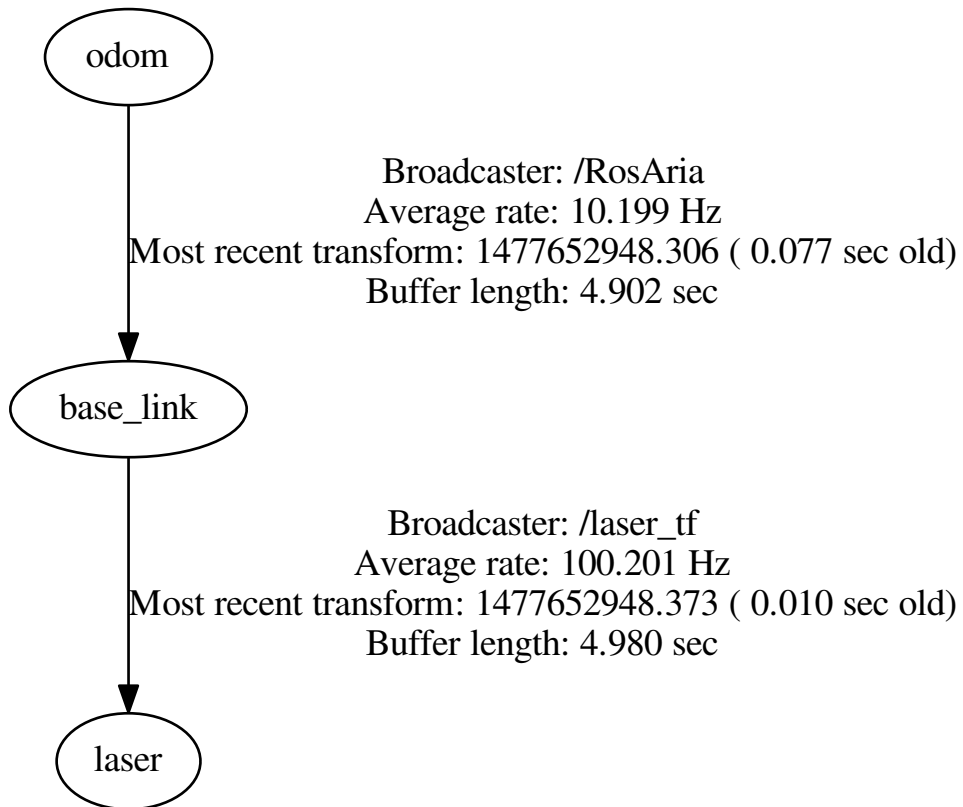 odom
Broadcaster: /RosAria
Average rate: 10.199 Hz
Most recent transform: 1477652948.306 ( 0.077 sec old)
Buffer length: 4.902 sec
base_link
Broadcaster: /laser_tf
Average rate: 100.201 Hz
Most recent transform: 1477652948.373 ( 0.010 sec old)
Buffer length: 4.980 sec
laser